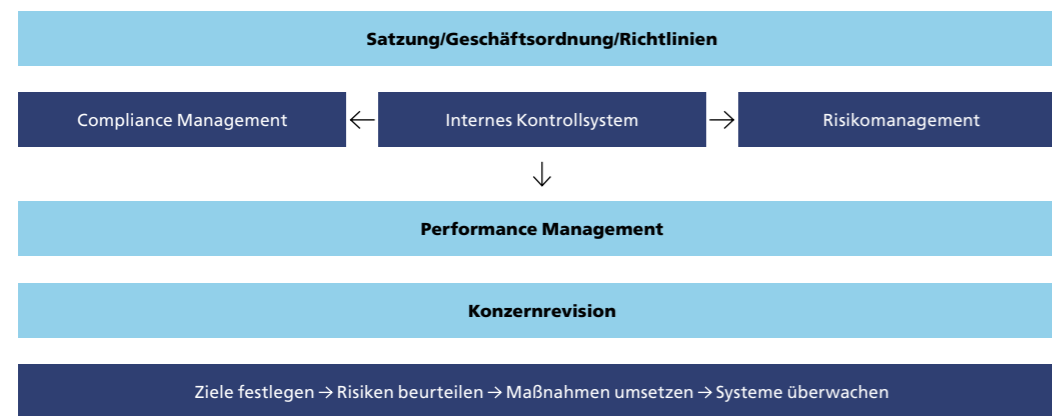 Satzung/Geschäftsordnung/Richtlinien
Compliance Management ← Internes Kontrollsystem → Risikomanagement
↓
Performance Management
Konzernrevision
Ziele festlegen → Risiken beurteilen → Maßnahmen umsetzen → Systeme überwachen